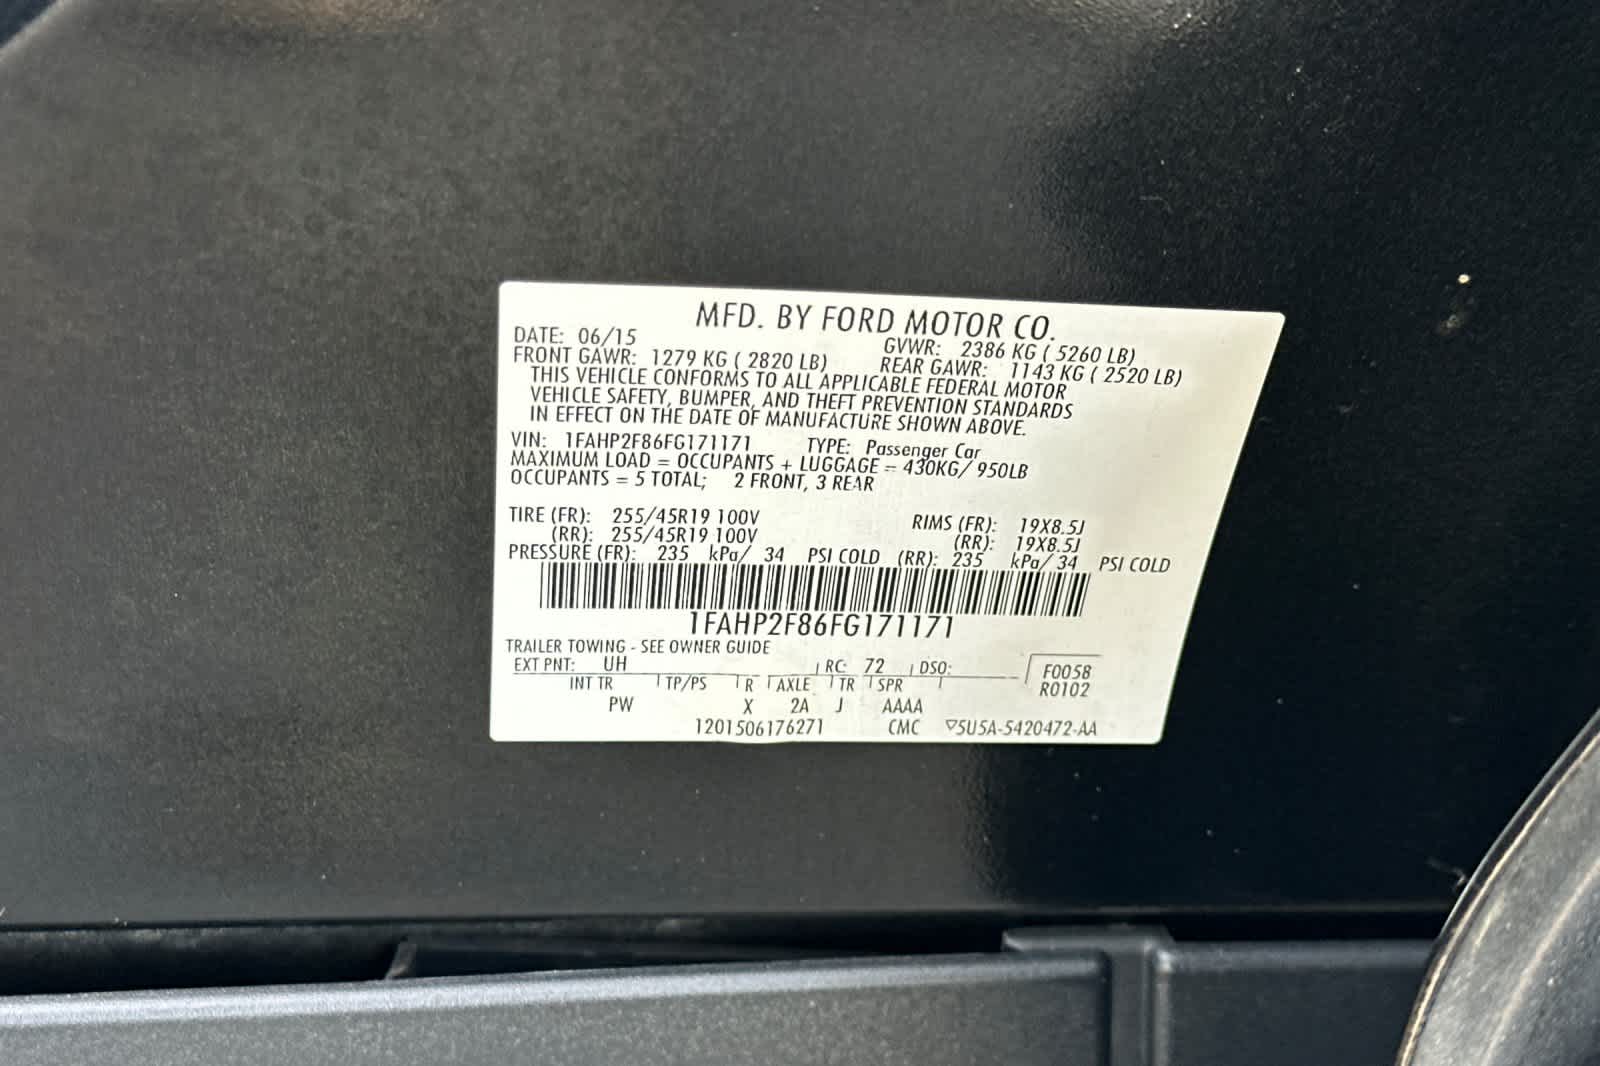 MFD. BY FORD MOTOR CO.
DATE: 06/15 GVWR: 2386 KG ( 5260 LB)
FRONT GAWR: 1279 KG ( 2820 LB) REAR GAWR: 1143 KG ( 2520 LB)
THIS VEHICLE CONFORMS TO ALL APPLICABLE FEDERAL MOTOR
VEHICLE SAFETY, BUMPER, AND THEFT PREVENTION STANDARDS
IN EFFECT ON THE DATE OF MANUFACTURE SHOWN ABOVE.
VIN: 1FAHP2F86FG171171 TYPE: Passenger Car
MAXIMUM LOAD = OCCUPANTS + LUGGAGE = 430KG/ 950LB
OCCUPANTS = 5 TOTAL; 2 FRONT, 3 REAR
TIRE (FR): 255/45R19 100V RIMS (FR): 19X8.5J
(RR): 255/45R19 100V (RR): 19X8.5J
PRESSURE (FR): 235 kPa/ 34 PSI COLD (RR): 235 kPa/ 34 PSI COLD
1FAHP2F86FG171171
TRAILER TOWING - SEE OWNER GUIDE
EXT PNT: UH RC: 72 DSO: F0058
INT TR TP/PS R AXLE TR SPR R0102
PW X 2A J AAAA
1201506176271 CMC ▽5U5A-5420472-AA